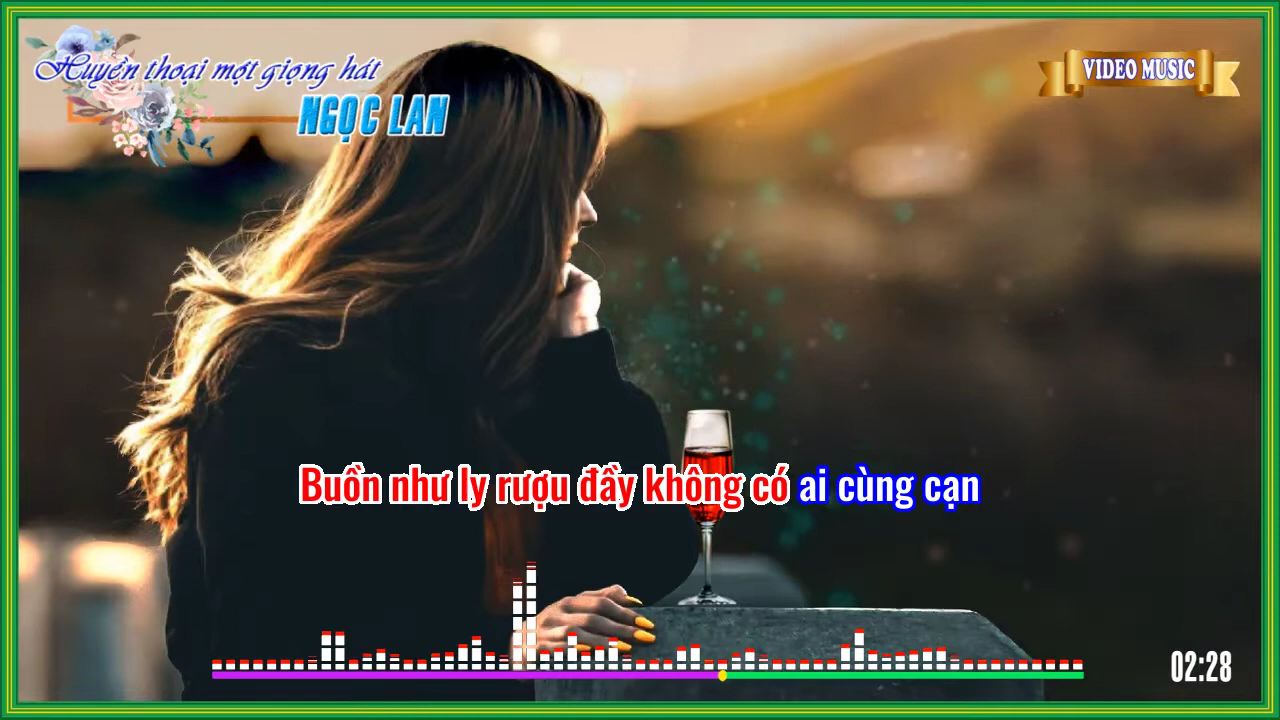 Huyền thoại một giọng hát
NGỌC LAN
VIDEO MUSIC
Buồn như ly rượu đầy không có ai cùng cạn
02:28